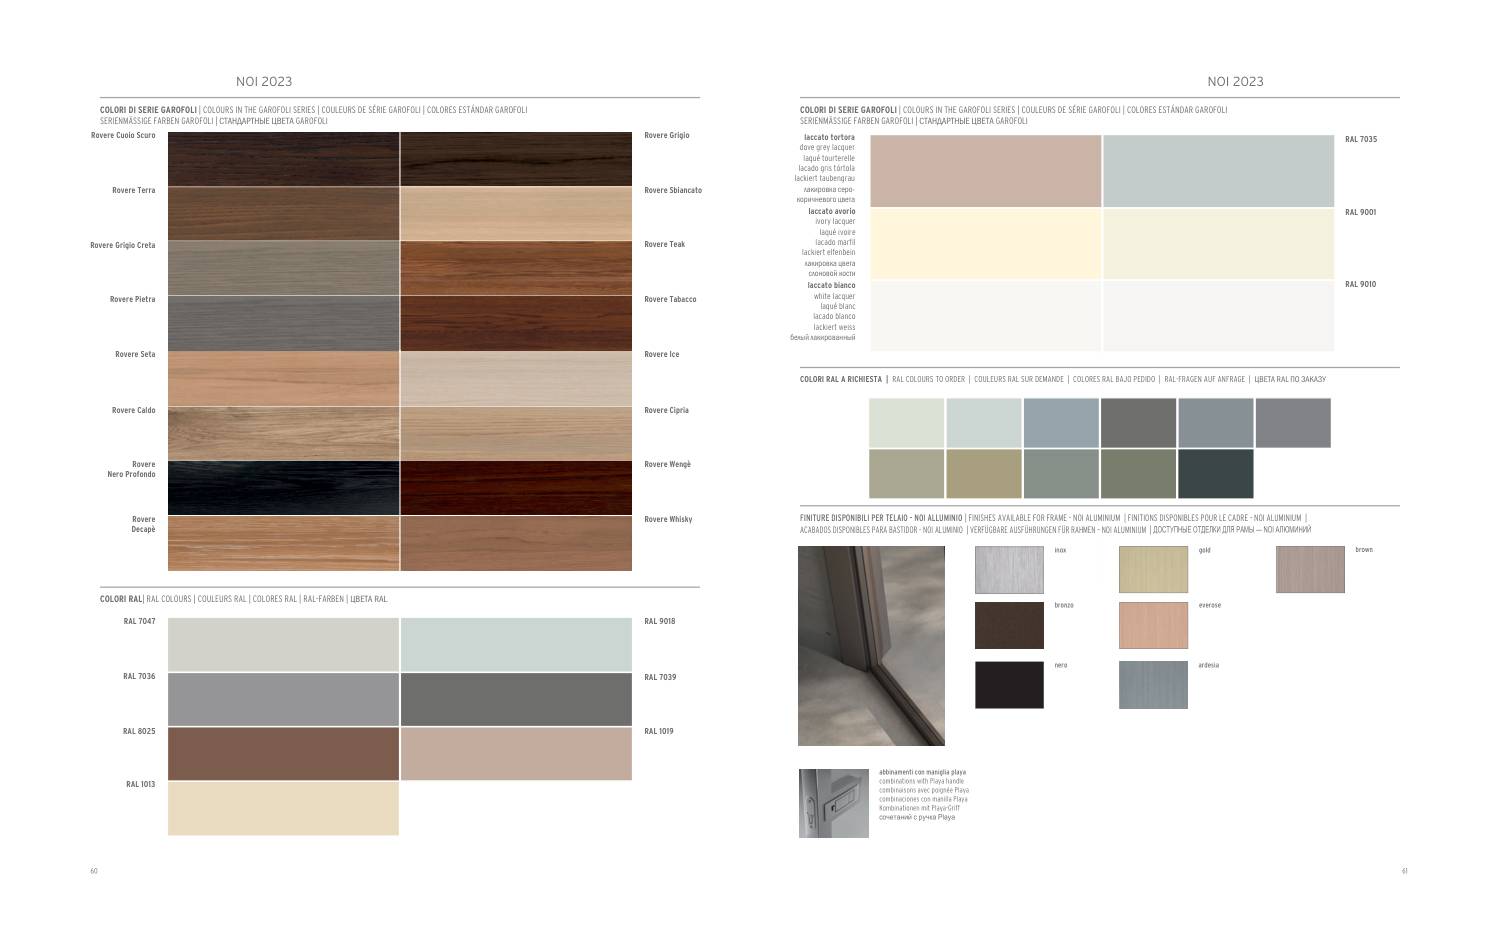 NOI 2023
COLORI DI SERIE GAROFOLI | COLOURS IN THE GAROFOLI SERIES | COULEURS DE SÉRIE GAROFOLI | COLORES ESTÁNDAR GAROFOLI
SERIENMÄSSIGE FARBEN GAROFOLI | СТАНДАРТНЫЕ ЦВЕТА GAROFOLI
Rovere Cuoio Scuro
Rovere Grigio
Rovere Terra
Rovere Sbiancato
Rovere Grigio Creta
Rovere Teak
Rovere Pietra
Rovere Tabacco
Rovere Seta
Rovere Ice
Rovere Caldo
Rovere Cipria
Rovere
Nero Profondo
Rovere Wengè
Rovere
Decapè
Rovere Whisky
COLORI RAL| RAL COLOURS | COULEURS RAL | COLORES RAL | RAL-FARBEN | ЦВЕТА RAL
RAL 7047
RAL 9018
RAL 7036
RAL 7039
RAL 8025
RAL 1019
RAL 1013
60
NOI 2023
COLORI DI SERIE GAROFOLI | COLOURS IN THE GAROFOLI SERIES | COULEURS DE SÉRIE GAROFOLI | COLORES ESTÁNDAR GAROFOLI
SERIENMÄSSIGE FARBEN GAROFOLI | СТАНДАРТНЫЕ ЦВЕТА GAROFOLI
laccato tortora
dove grey lacquer
laqué tourterelle
lacado gris tórtola
lackiert taubengrau
лакировка серо-
коричневого цвета
RAL 7035
laccato avorio
ivory lacquer
laqué ivoire
lacado marfil
lackiert elfenbein
лакировка цвета
слоновой кости
RAL 9001
laccato bianco
white lacquer
laqué blanc
lacado blanco
lackiert weiss
белый лакированный
RAL 9010
COLORI RAL A RICHIESTA | RAL COLOURS TO ORDER | COULEURS RAL SUR DEMANDE | COLORES RAL BAJO PEDIDO | RAL-FRAGEN AUF ANFRAGE | ЦВЕТА RAL ПО ЗАКАЗУ
FINITURE DISPONIBILI PER TELAIO - NOI ALLUMINIO | FINISHES AVAILABLE FOR FRAME - NOI ALUMINIUM | FINITIONS DISPONIBLES POUR LE CADRE - NOI ALUMINIUM |
ACABADOS DISPONIBLES PARA BASTIDOR - NOI ALUMINIO | VERFÜGBARE AUSFÜHRUNGEN FÜR RAHMEN - NOI ALUMINIUM | ДОСТУПНЫЕ ОТДЕЛКИ ДЛЯ РАМЫ — NOI АЛЮМИНИЙ
inox
gold
brown
bronzo
everose
nero
ardesia
abbinamenti con maniglia playa
combinations with Playa handle
combinaisons avec poignée Playa
combinaciones con manilla Playa
Kombinationen mit Playa-Griff
сочетаний с ручка Playa
61